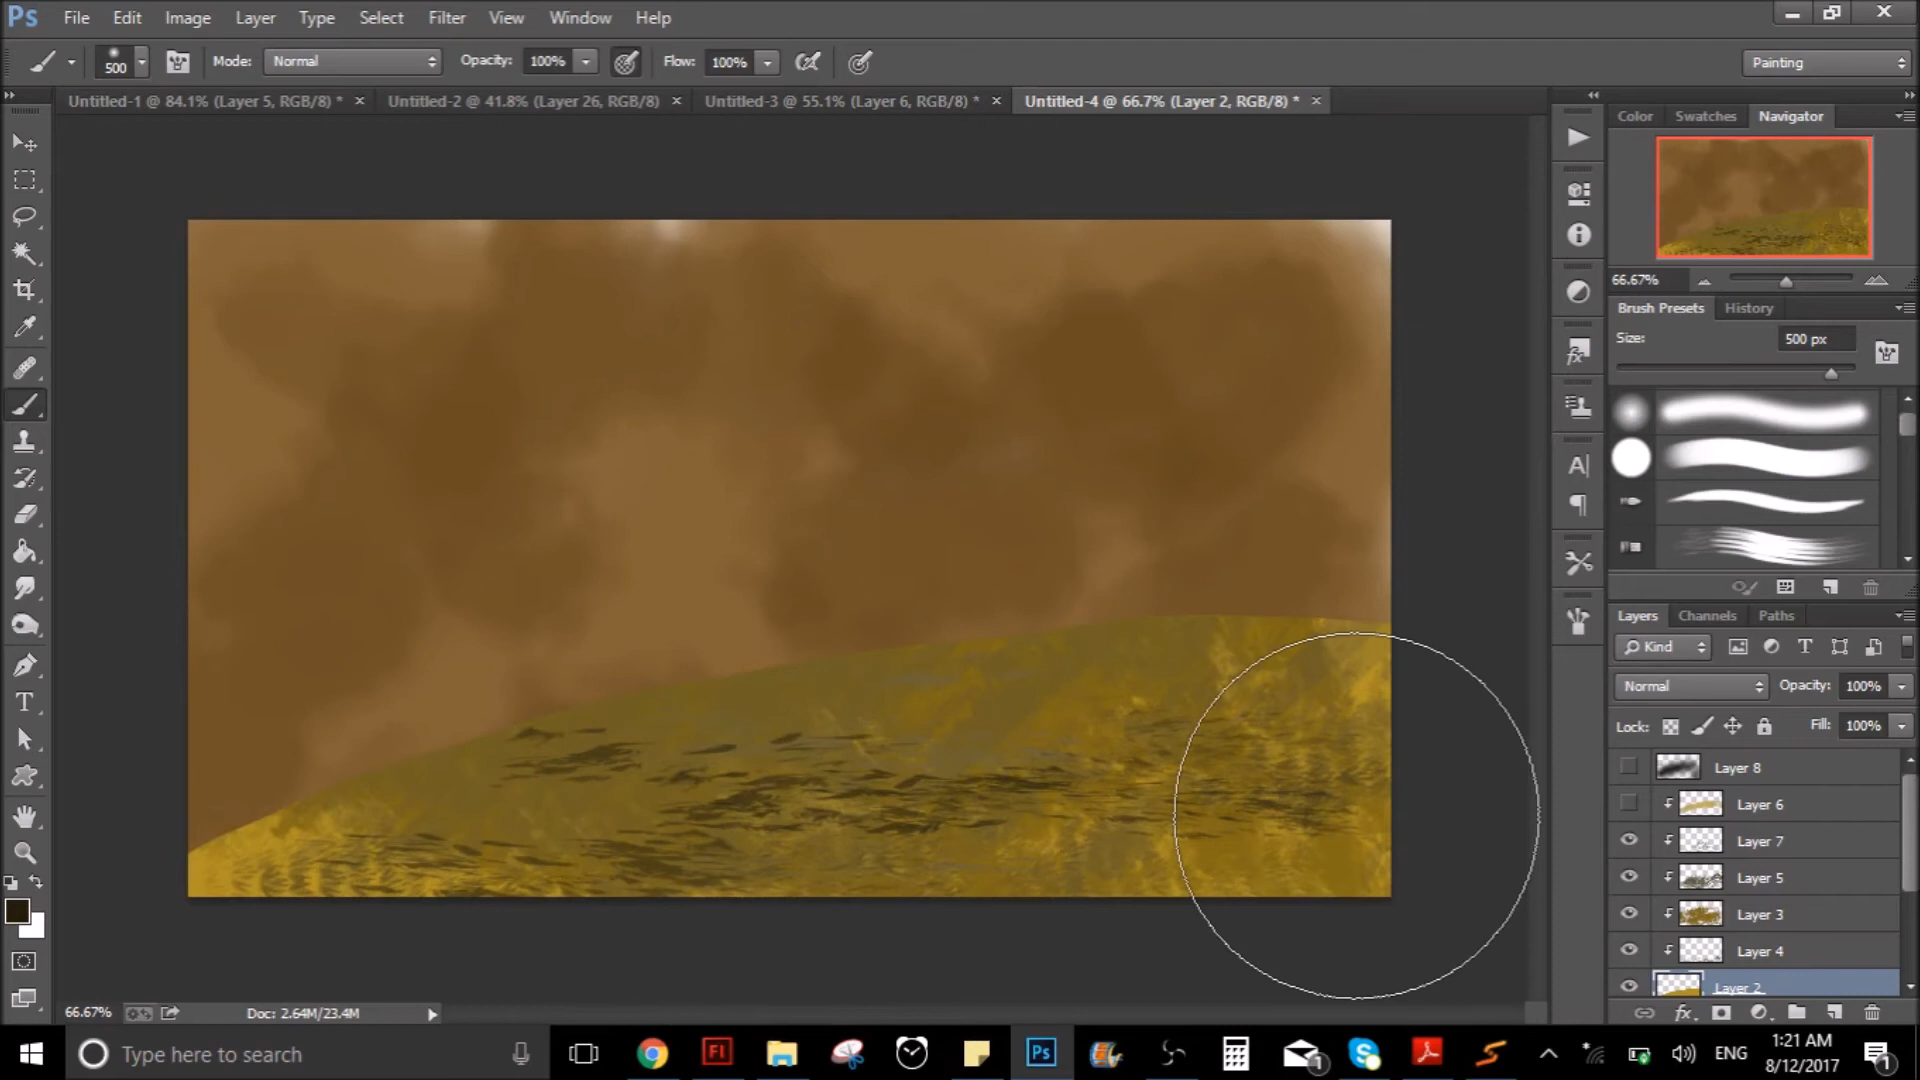 Ps File Edit Image Layer Type Select Filter View Window Help
500 Mode: Normal Opacity: 100% Flow: 100% Painting
Untitled-1 @ 84.1% (Layer 5, RGB/8) * × Untitled-2 @ 41.8% (Layer 26, RGB/8) × Untitled-3 @ 55.1% (Layer 6, RGB/8) * × Untitled-4 @ 66.7% (Layer 2, RGB/8) * ×
Color Swatches Navigator
66.67%
Brush Presets History
Size: 500 px
Layers Channels Paths
Kind
Normal Opacity: 100%
Lock: Fill: 100%
Layer 8
Layer 6
Layer 7
Layer 5
Layer 3
Layer 4
Layer 2
66.67% Doc: 2.64M/23.4M
Type here to search Fl Ps 1 ENG 1:21 AM
8/12/2017 1